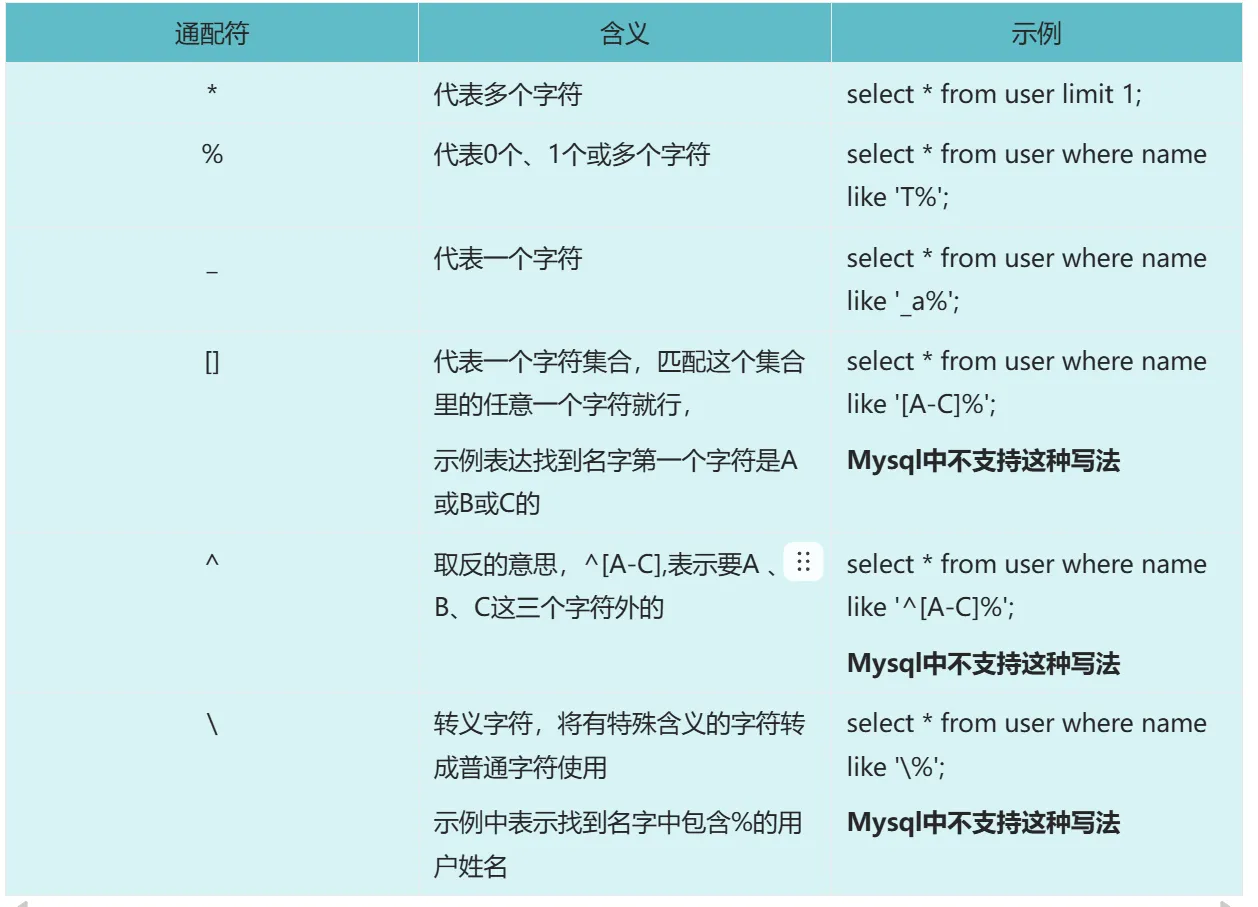 通配符 含义 示例
* 代表多个字符 select * from user limit 1;
% 代表0个、1个或多个字符 select * from user where name
like 'T%';
_ 代表一个字符 select * from user where name
like '_a%';
[] 代表一个字符集合，匹配这个集合 select * from user where name
里的任意一个字符就行， like '[A-C]%';
示例表达找到名字第一个字符是A Mysql中不支持这种写法
或B或C的
^ 取反的意思，^[A-C],表示要A 、 select * from user where name
B、C这三个字符外的 like '^[A-C]%';
Mysql中不支持这种写法
\ 转义字符，将有特殊含义的字符转 select * from user where name
成普通字符使用 like '\%';
示例中表示找到名字中包含%的用 Mysql中不支持这种写法
户姓名